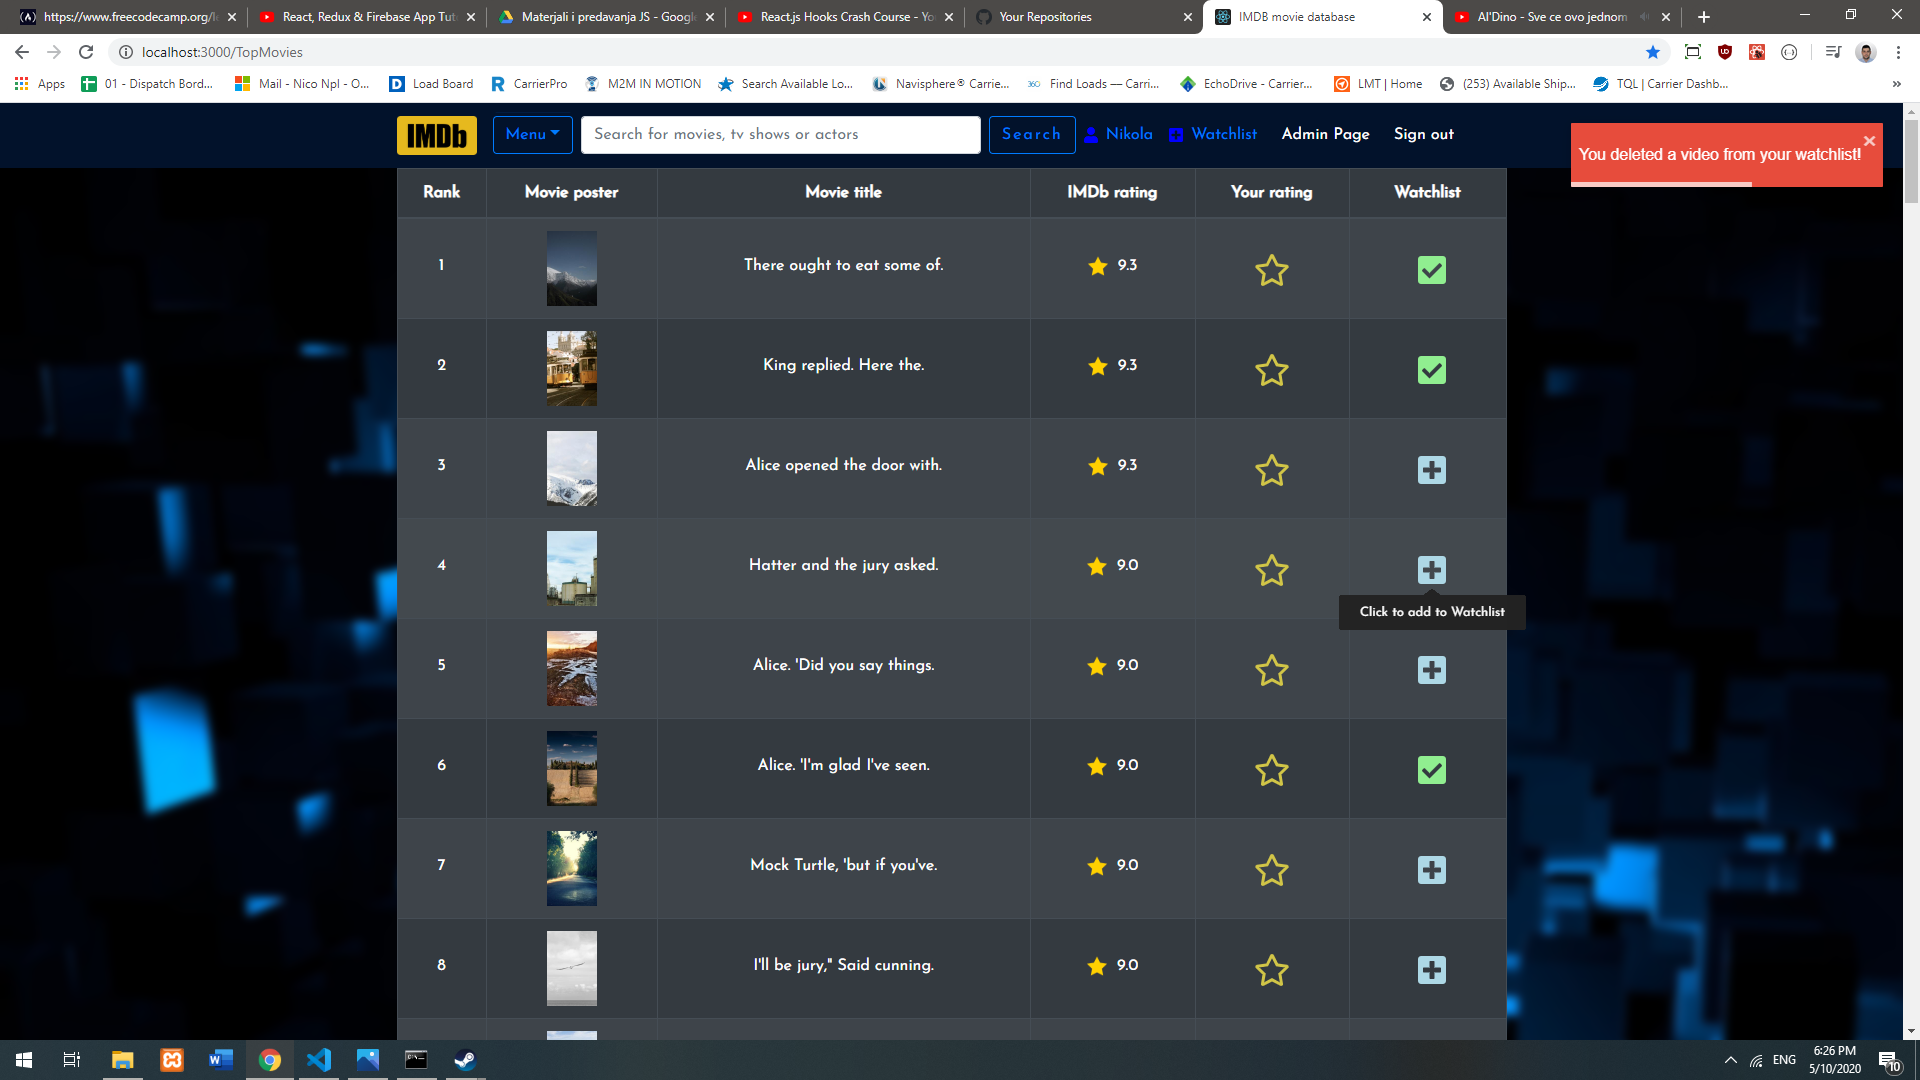 https://www.freecodecamp.org/le
React, Redux & Firebase App Tut
Materjali i predavanja JS - Google
React.js Hooks Crash Course - Yo
Your Repositories
IMDB movie database
Al'Dino - Sve ce ovo jednom
localhost:3000/TopMovies
Apps
01 - Dispatch Bord...
Mail - Nico Npl - O...
Load Board
CarrierPro
M2M IN MOTION
Search Available Lo...
Navisphere® Carrie...
360 Find Loads — Carri...
EchoDrive - Carrier...
LMT | Home
(253) Available Ship...
TQL | Carrier Dashb...
IMDb
Menu
Search for movies, tv shows or actors
Search
Nikola
Watchlist
Admin Page
Sign out
You deleted a video from your watchlist!
Rank Movie poster Movie title IMDb rating Your rating Watchlist
1 There ought to eat some of. 9.3
2 King replied. Here the. 9.3
3 Alice opened the door with. 9.3
4 Hatter and the jury asked. 9.0
Click to add to Watchlist
5 Alice. 'Did you say things. 9.0
6 Alice. 'I'm glad I've seen. 9.0
7 Mock Turtle, 'but if you've. 9.0
8 I'll be jury," Said cunning. 9.0
ENG
6:26 PM
5/10/2020
10